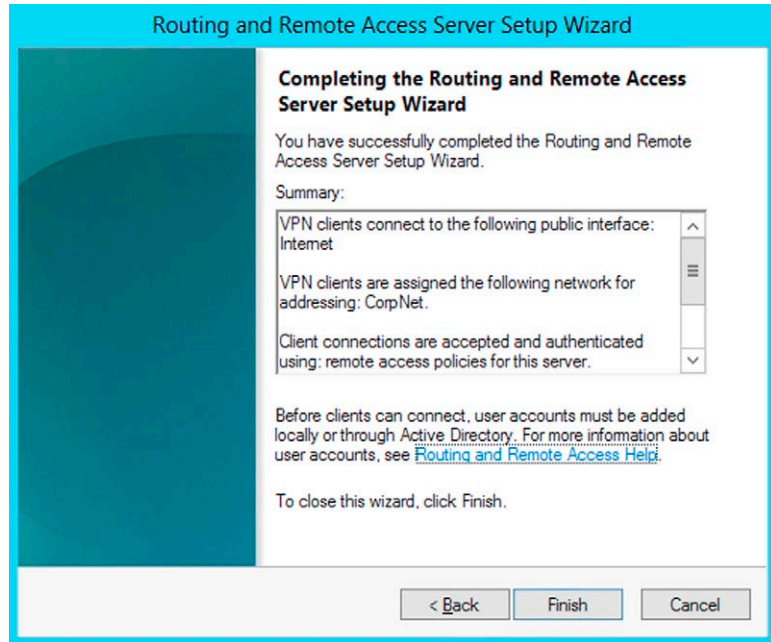 Routing and Remote Access Server Setup Wizard
Completing the Routing and Remote Access
Server Setup Wizard
You have successfully completed the Routing and Remote
Access Server Setup Wizard.
Summary:
VPN clients connect to the following public interface:
Internet
VPN clients are assigned the following network for
addressing: CorpNet.
Client connections are accepted and authenticated
using: remote access policies for this server.
Before clients can connect, user accounts must be added
locally or through Active Directory. For more information about
user accounts, see Routing and Remote Access Help.
To close this wizard, click Finish.
< Back Finish Cancel